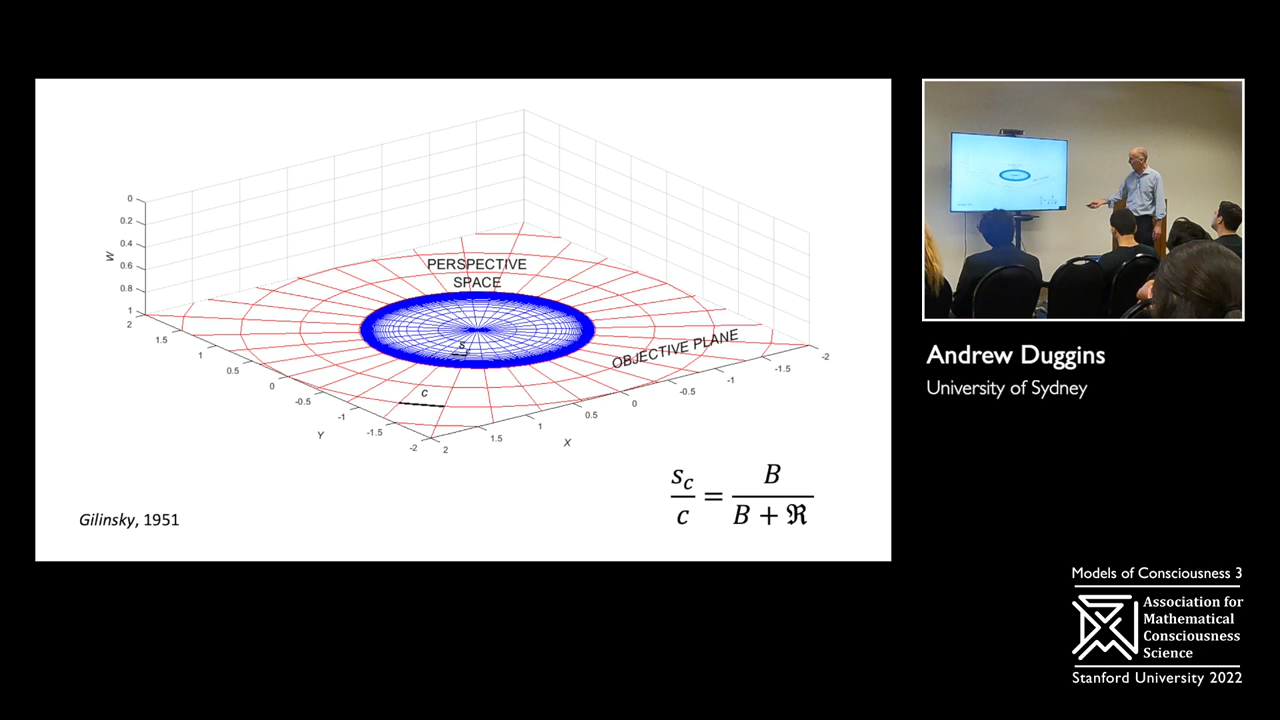 PERSPECTIVE
SPACE
OBJECTIVE PLANE
s
c
W
0
0.2
0.4
0.6
0.8
1
2
1.5
1
0.5
0
-0.5
-1
-1.5
-2
Y
2
1.5
1
0.5
0
-0.5
-1
-1.5
-2
X
s_c / c = B / (B + ℜ)
Gilinsky, 1951
Andrew Duggins
University of Sydney
Models of Consciousness 3
Association for
Mathematical
Consciousness
Science
Stanford University 2022